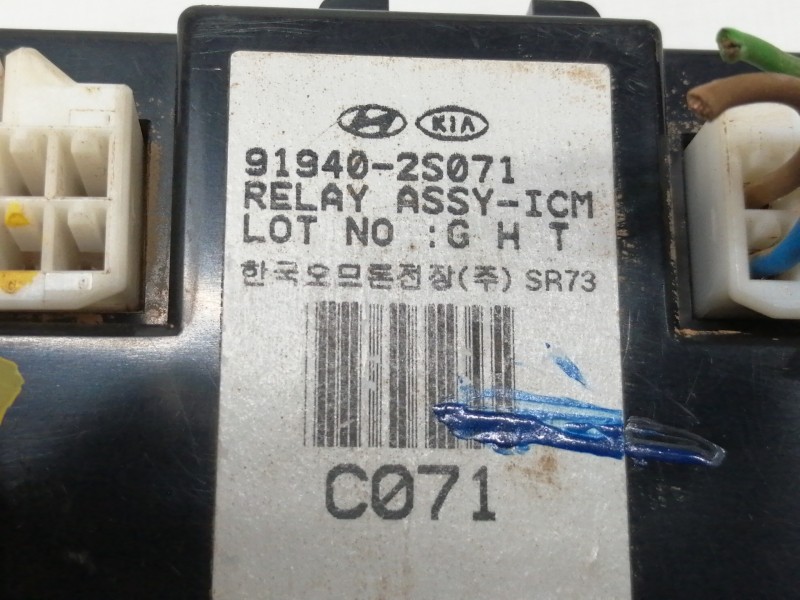 KIA
91940-2S071
RELAY ASSY-ICM
LOT NO :G H T
한국오므론전장(주) SR73
C071